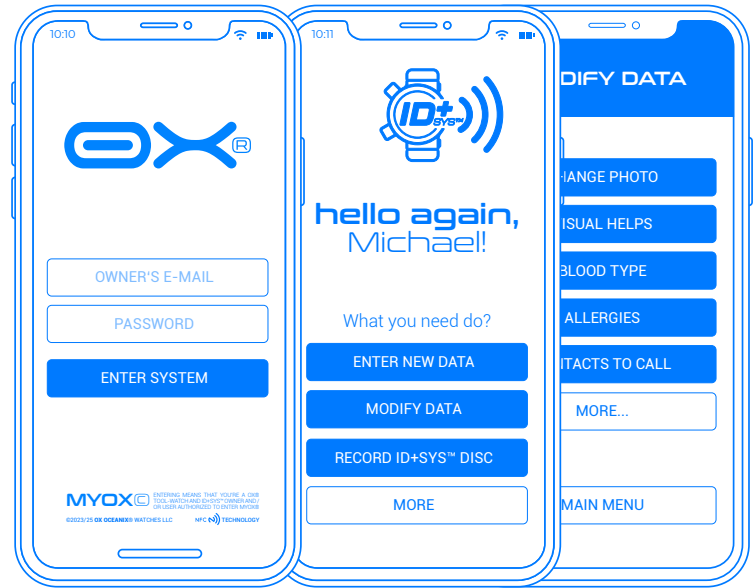 10:10
OX®
OWNER'S E-MAIL
PASSWORD
ENTER SYSTEM
MYOX C
ENTERING MEANS THAT YOU'RE A OX®
TOOL-WATCH AND ID+SYS™ OWNER AND /
OR USER AUTHORIZED TO ENTER MYOX®
©2023/25 OX OCEANIX® WATCHES LLC
NFC N TECHNOLOGY
10:11
ID+
SYS™
hello again,
Michael!
What you need do?
ENTER NEW DATA
MODIFY DATA
RECORD ID+SYS™ DISC
MORE
DIFY DATA
HANGE PHOTO
ISUAL HELPS
BLOOD TYPE
ALLERGIES
TACTS TO CALL
MORE...
MAIN MENU